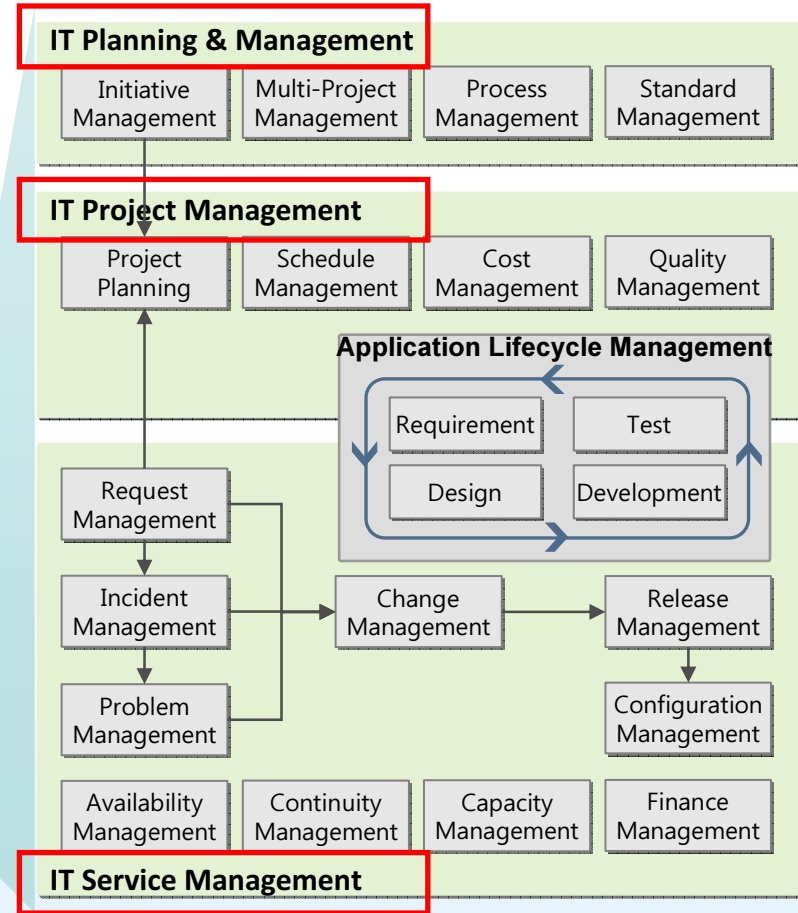 IT Planning & Management
Initiative
Management
Multi-Project
Management
Process
Management
Standard
Management
IT Project Management
Project
Planning
Schedule
Management
Cost
Management
Quality
Management
Application Lifecycle Management
Requirement
Test
Design
Development
Request
Management
Incident
Management
Change
Management
Release
Management
Problem
Management
Configuration
Management
Availability
Management
Continuity
Management
Capacity
Management
Finance
Management
IT Service Management